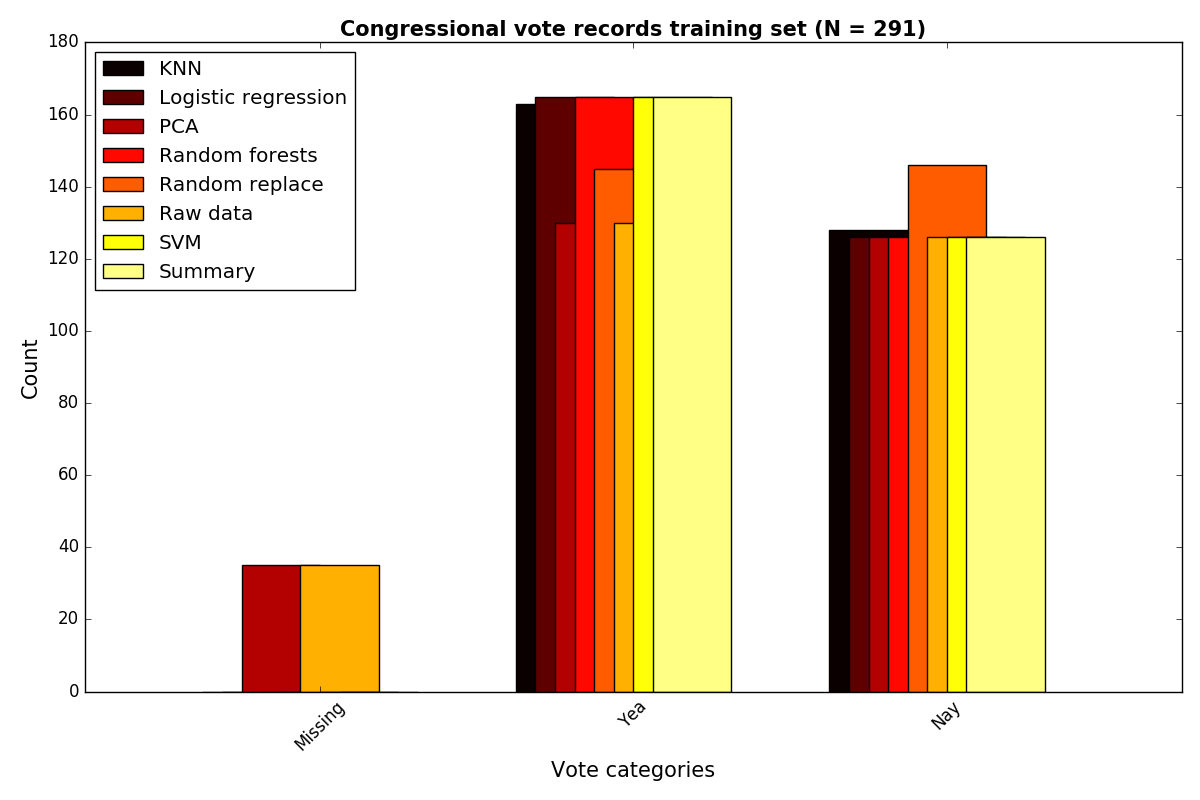 Congressional vote records training set (N = 291)
KNN
Logistic regression
PCA
Random forests
Random replace
Raw data
SVM
Summary
180
160
140
120
100
80
60
40
20
0
Count
Missing
Yea
Nay
Vote categories